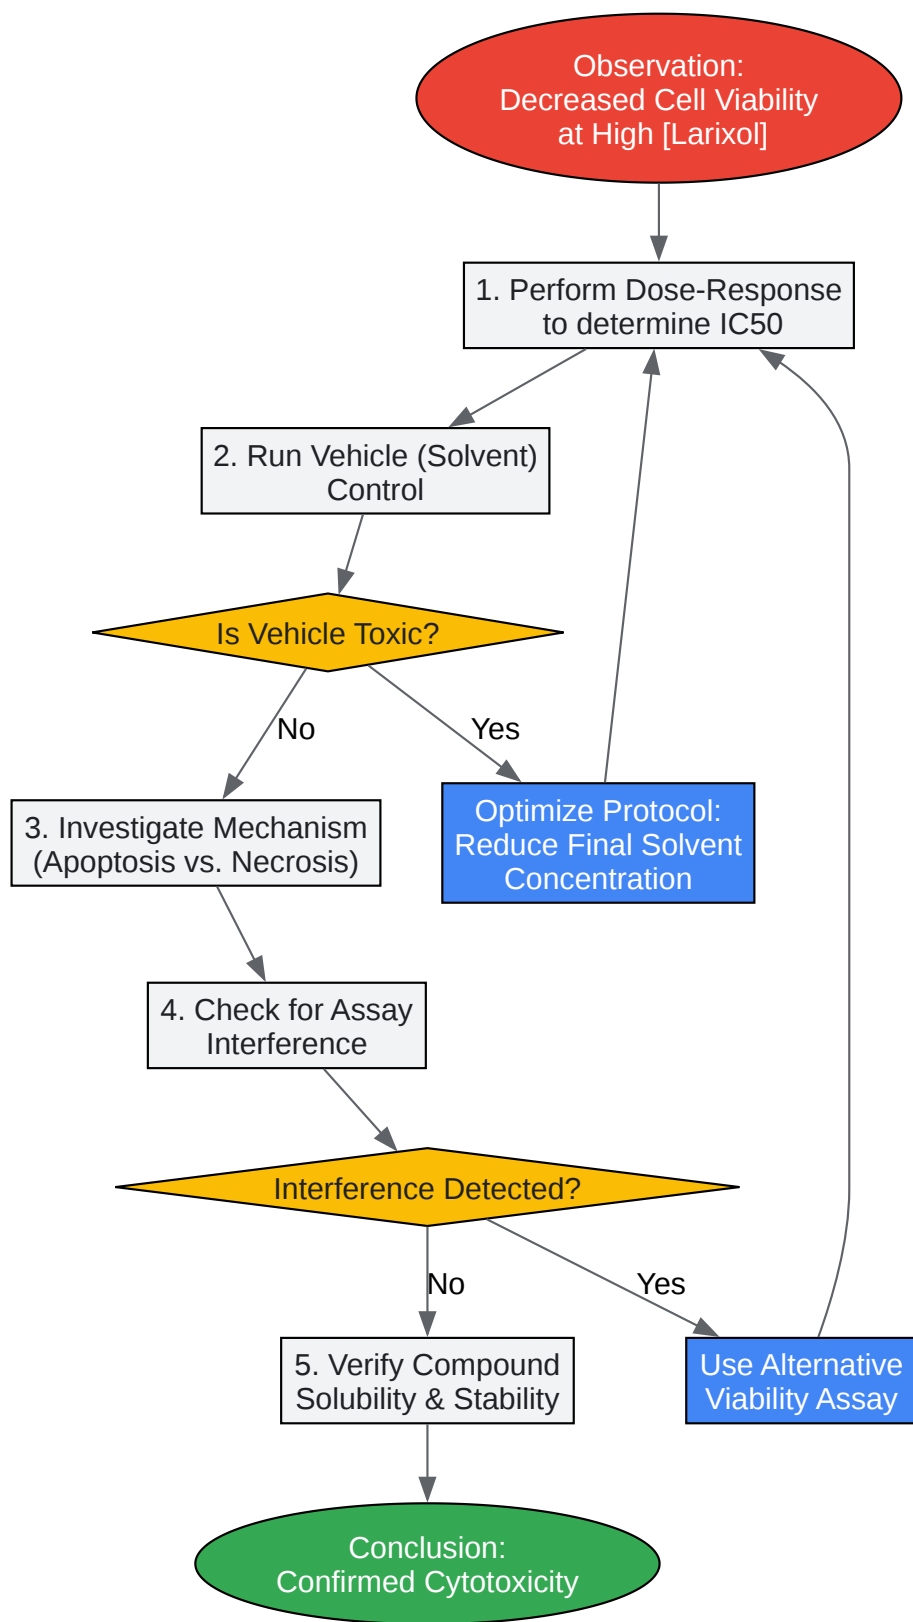 Observation:
Decreased Cell Viability
at High [Larixol]
1. Perform Dose-Response
to determine IC50
2. Run Vehicle (Solvent)
Control
Is Vehicle Toxic?
No
Yes
3. Investigate Mechanism
(Apoptosis vs. Necrosis)
Optimize Protocol:
Reduce Final Solvent
Concentration
4. Check for Assay
Interference
Interference Detected?
No
Yes
5. Verify Compound
Solubility & Stability
Use Alternative
Viability Assay
Conclusion:
Confirmed Cytotoxicity